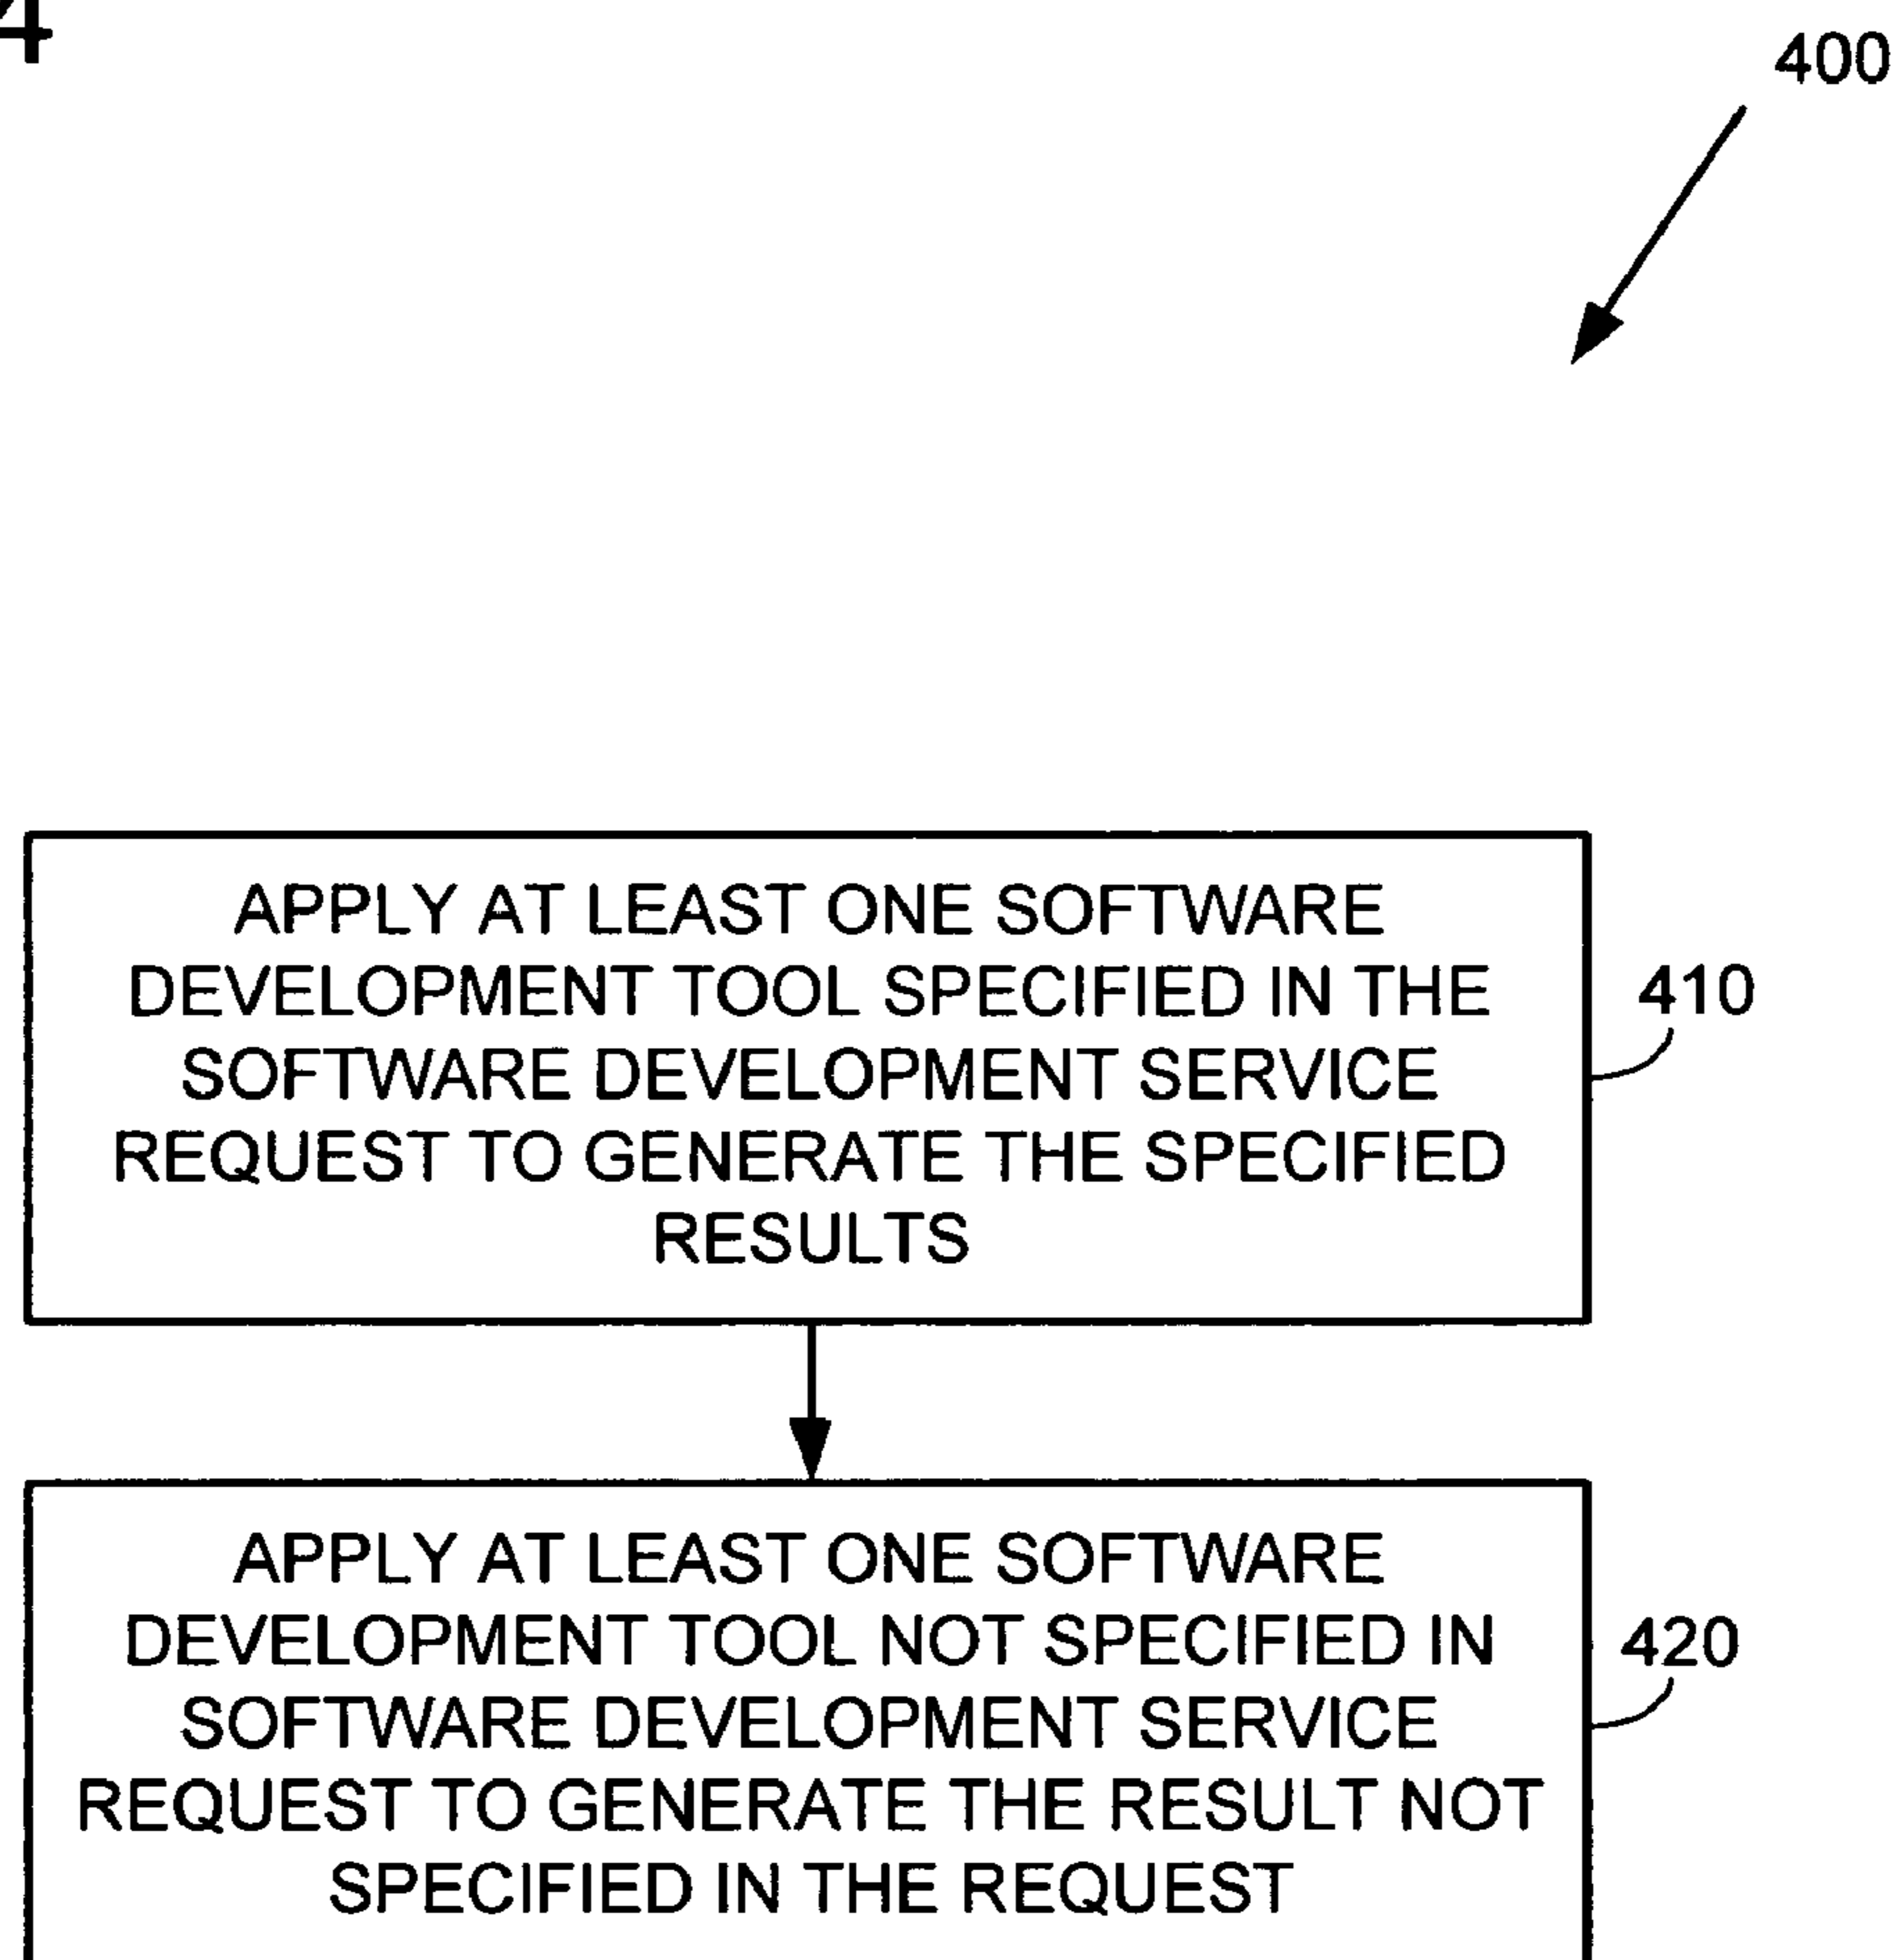 4
400
APPLY AT LEAST ONE SOFTWARE
DEVELOPMENT TOOL SPECIFIED IN THE
SOFTWARE DEVELOPMENT SERVICE
REQUEST TO GENERATE THE SPECIFIED
RESULTS
410
APPLY AT LEAST ONE SOFTWARE
DEVELOPMENT TOOL NOT SPECIFIED IN
SOFTWARE DEVELOPMENT SERVICE
REQUEST TO GENERATE THE RESULT NOT
SPECIFIED IN THE REQUEST
420